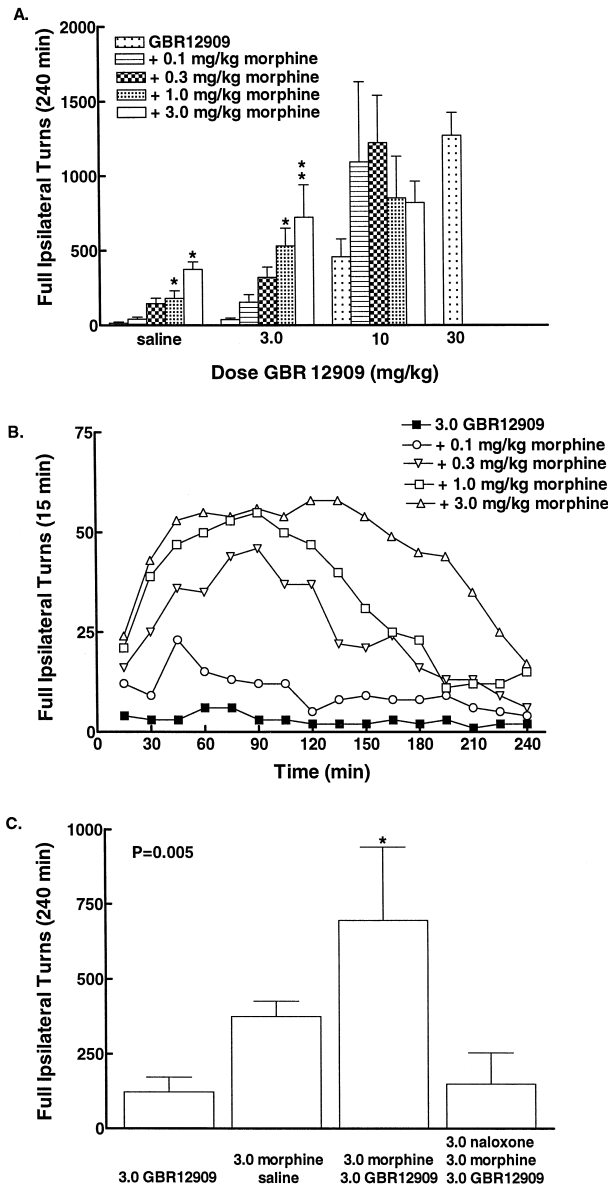 A.
Full Ipsilateral Turns (240 min)
2000
1500
1000
500
0
GBR12909
+ 0.1 mg/kg morphine
+ 0.3 mg/kg morphine
+ 1.0 mg/kg morphine
+ 3.0 mg/kg morphine
*
*
*
*
*
saline
3.0
10
30
Dose GBR 12909 (mg/kg)
B.
Full Ipsilateral Turns (15 min)
75
50
25
0
3.0 GBR12909
+ 0.1 mg/kg morphine
+ 0.3 mg/kg morphine
+ 1.0 mg/kg morphine
+ 3.0 mg/kg morphine
0 30 60 90 120 150 180 210 240
Time (min)
C.
Full Ipsilateral Turns (240 min)
1000
750
500
250
0
P=0.005
*
3.0 GBR12909
3.0 morphine
saline
3.0 morphine
3.0 GBR12909
3.0 naloxone
3.0 morphine
3.0 GBR12909